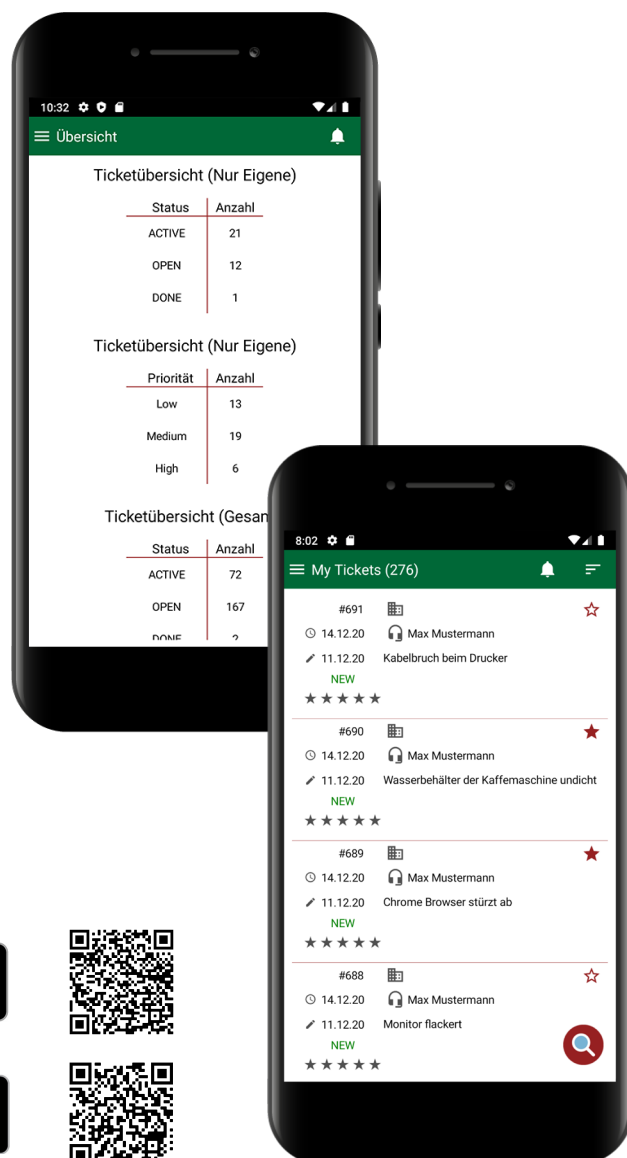 10:32
Übersicht
Ticketübersicht (Nur Eigene)
Status Anzahl
ACTIVE 21
OPEN 12
DONE 1
Ticketübersicht (Nur Eigene)
Priorität Anzahl
Low 13
Medium 19
High 6
Ticketübersicht (Gesam
Status Anzahl
ACTIVE 72
OPEN 167
DONE 2
8:02
My Tickets (276)
#691
14.12.20 Max Mustermann
11.12.20 Kabelbruch beim Drucker
NEW
#690
14.12.20 Max Mustermann
11.12.20 Wasserbehälter der Kaffemaschine undicht
NEW
#689
14.12.20 Max Mustermann
11.12.20 Chrome Browser stürzt ab
NEW
#688
14.12.20 Max Mustermann
11.12.20 Monitor flackert
NEW